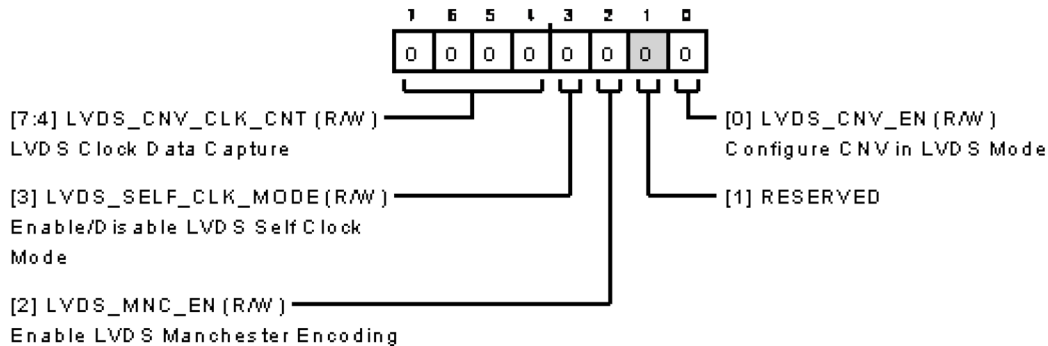 7 6 5 4 3 2 1 0
0 0 0 0 0 0 0 0
[7:4] LVDS_CNV_CLK_CNT (R/W)
LVDS Clock Data Capture
[0] LVDS_CNV_EN (R/W)
Configure CNV in LVDS Mode
[3] LVDS_SELF_CLK_MODE (R/W)
Enable/Disable LVDS Self Clock
Mode
[1] RESERVED
[2] LVDS_MNC_EN (R/W)
Enable LVDS Manchester Encoding